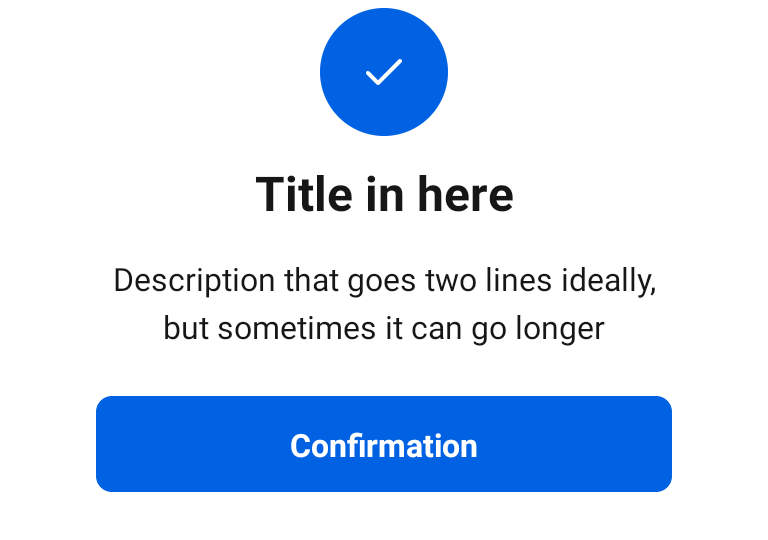 Title in here
Description that goes two lines ideally,
but sometimes it can go longer
Confirmation